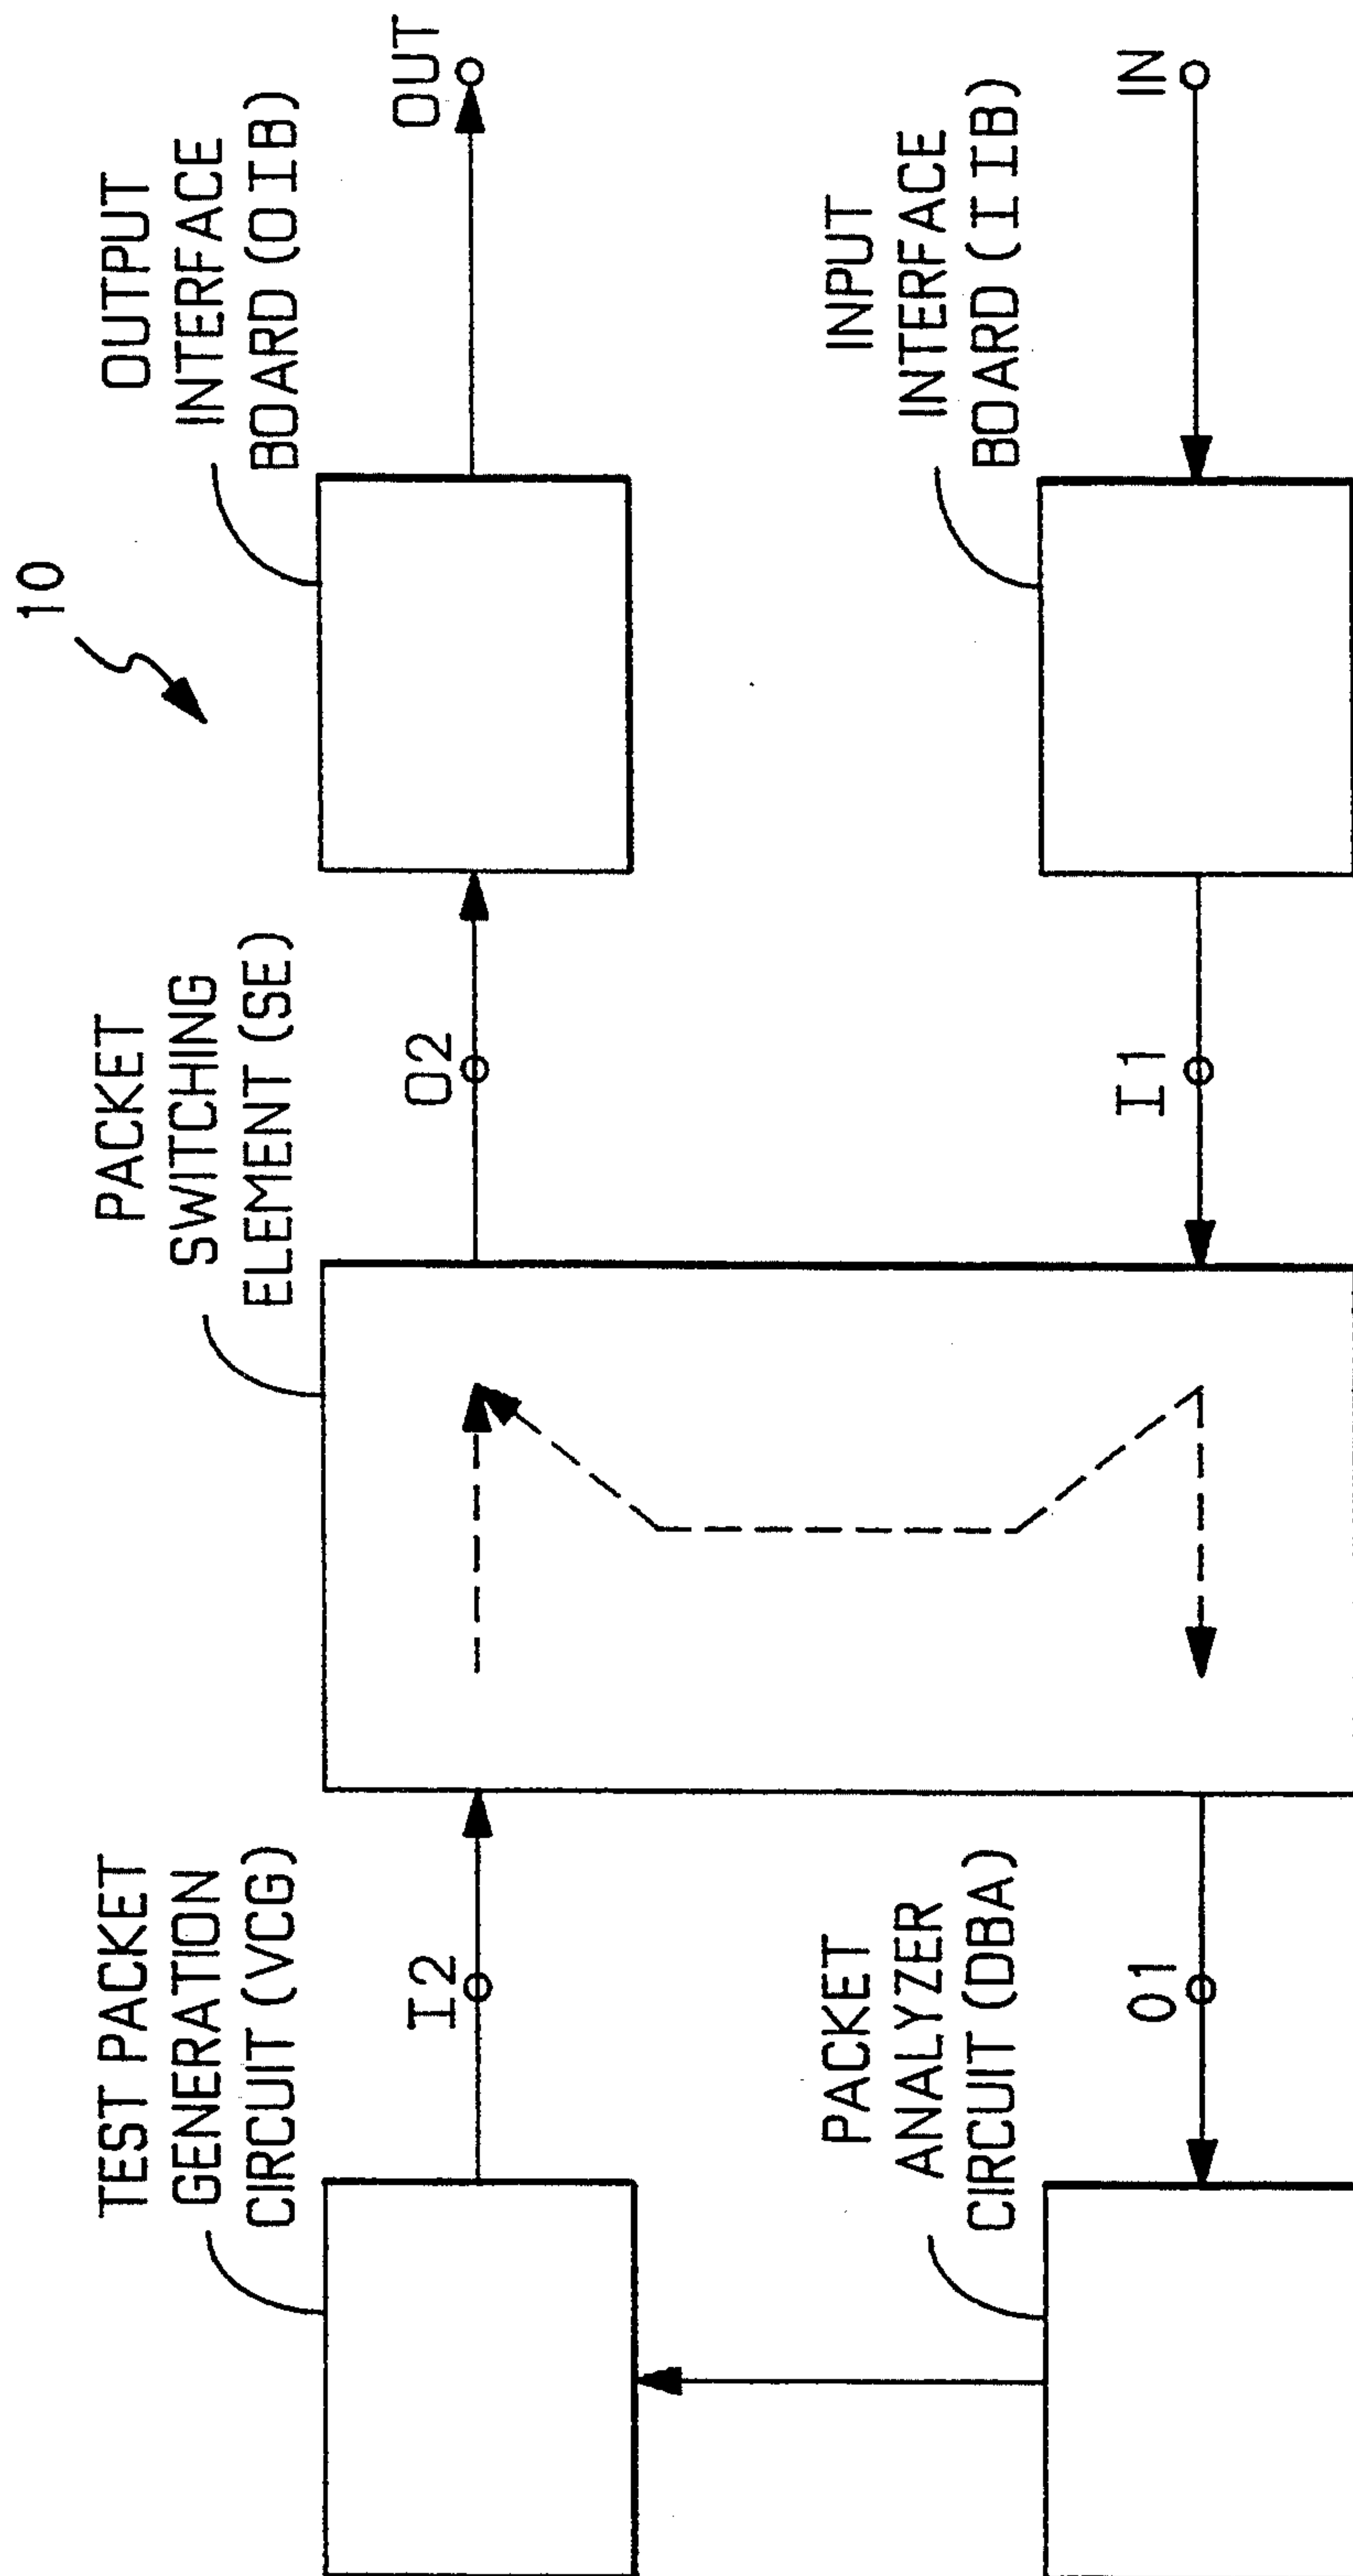 10
TEST PACKET
GENERATION
CIRCUIT (VCG)
PACKET
SWITCHING
ELEMENT (SE)
OUTPUT
INTERFACE
BOARD (OIB)
I2
O2
OUT
PACKET
ANALYZER
CIRCUIT (DBA)
INPUT
INTERFACE
BOARD (IIB)
O1
I1
IN